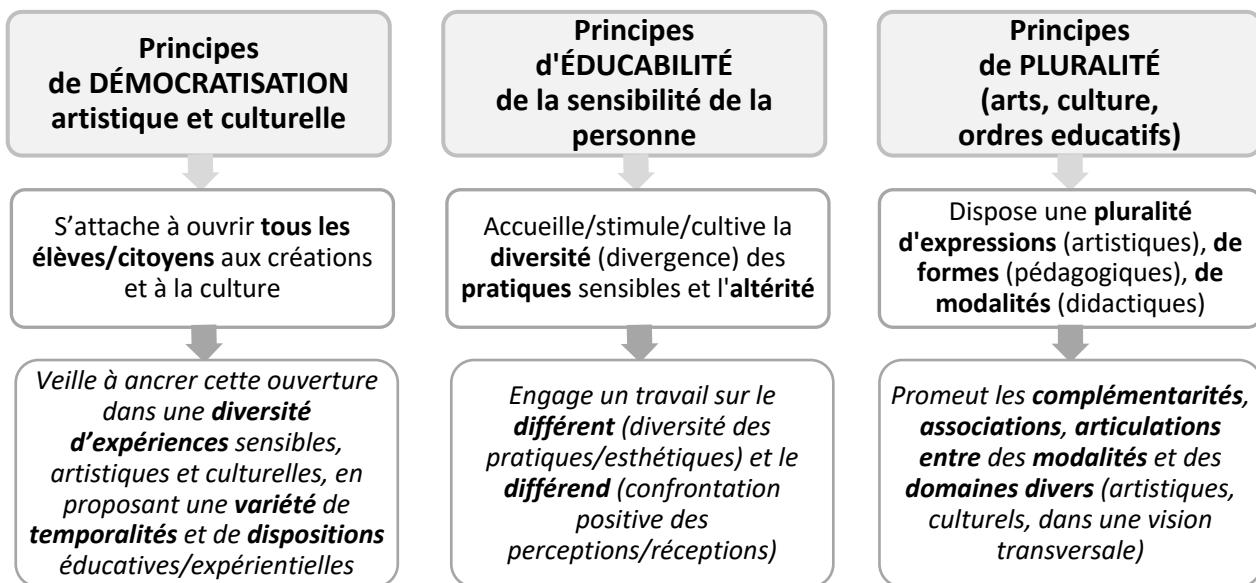 Principes
de DÉMOCRATISATION
artistique et culturelle
S’attache à ouvrir tous les
élèves/citoyens aux créations
et à la culture
Veille à ancrer cette ouverture
dans une diversité
d’expériences sensibles,
artistiques et culturelles, en
proposant une variété de
temporalités et de dispositions
éducatives/expérientielles
Principes
d'ÉDUCABILITÉ
de la sensibilité de la
personne
Accueille/stimule/cultive la
diversité (divergence) des
pratiques sensibles et l'altérité
Engage un travail sur le
différent (diversité des
pratiques/esthétiques) et le
différend (confrontation
positive des
perceptions/réceptions)
Principes
de PLURALITÉ
(arts, culture,
ordres educatifs)
Dispose une pluralité
d'expressions (artistiques), de
formes (pédagogiques), de
modalités (didactiques)
Promeut les complémentarités,
associations, articulations
entre des modalités et des
domaines divers (artistiques,
culturels, dans une vision
transversale)